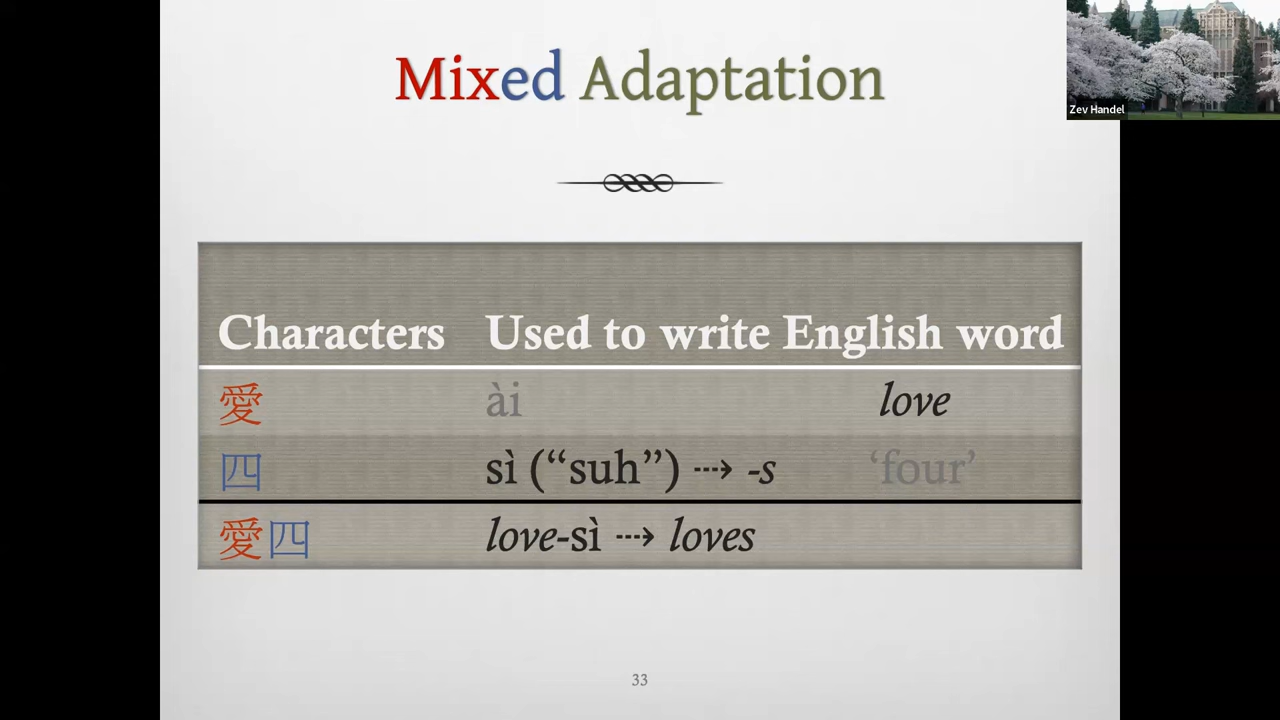 Mixed Adaptation
Zev Handel
Characters Used to write English word
愛 ài love
四 sì (“suh”) ⇢ -s ‘four’
愛四 love-sì ⇢ loves
33